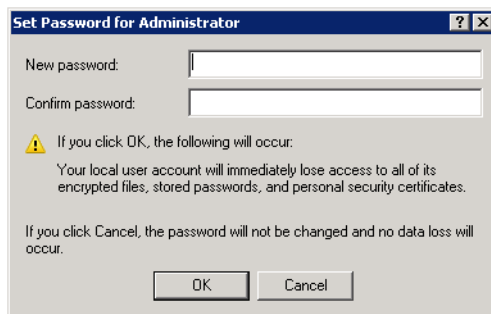 Set Password for Administrator
New password:
Confirm password:
If you click OK, the following will occur:
Your local user account will immediately lose access to all of its
encrypted files, stored passwords, and personal security certificates.
If you click Cancel, the password will not be changed and no data loss will
occur.
OK Cancel